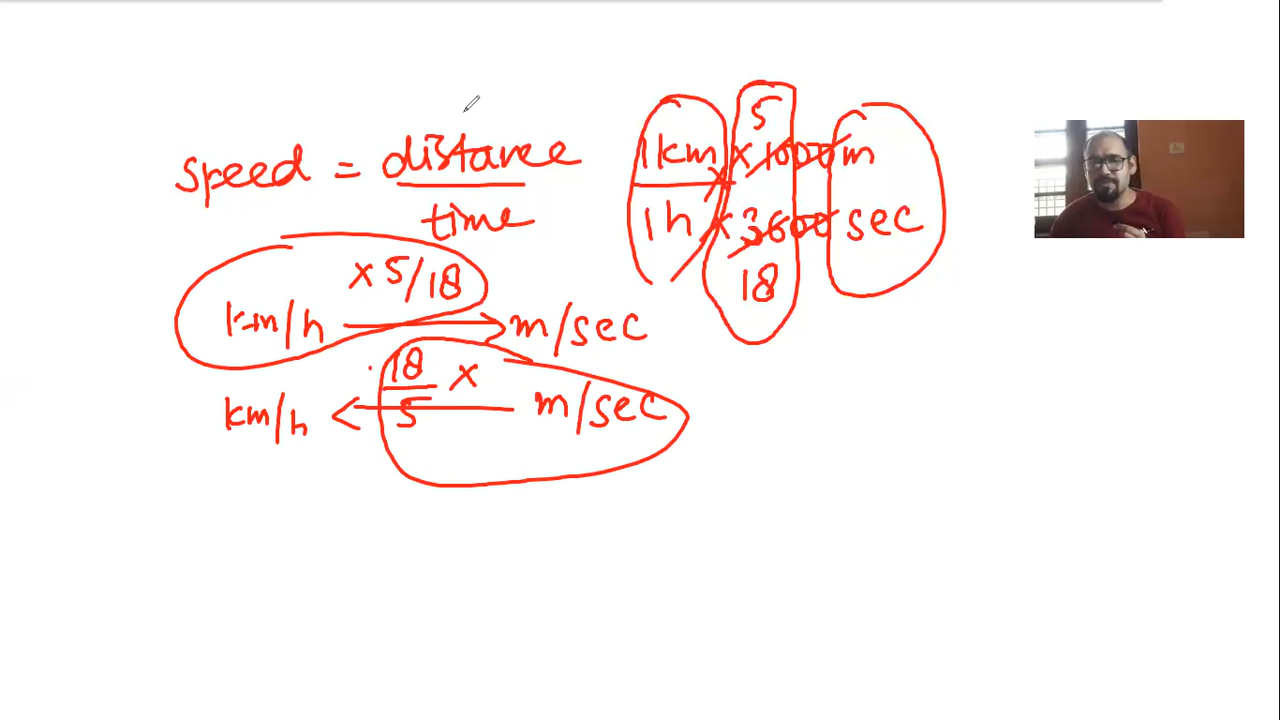 speed = distance / time
1km × 1000m / 1h × 3600 sec
5
18
× 5/18
km/h → m/sec
18/5 ×
km/h ← m/sec